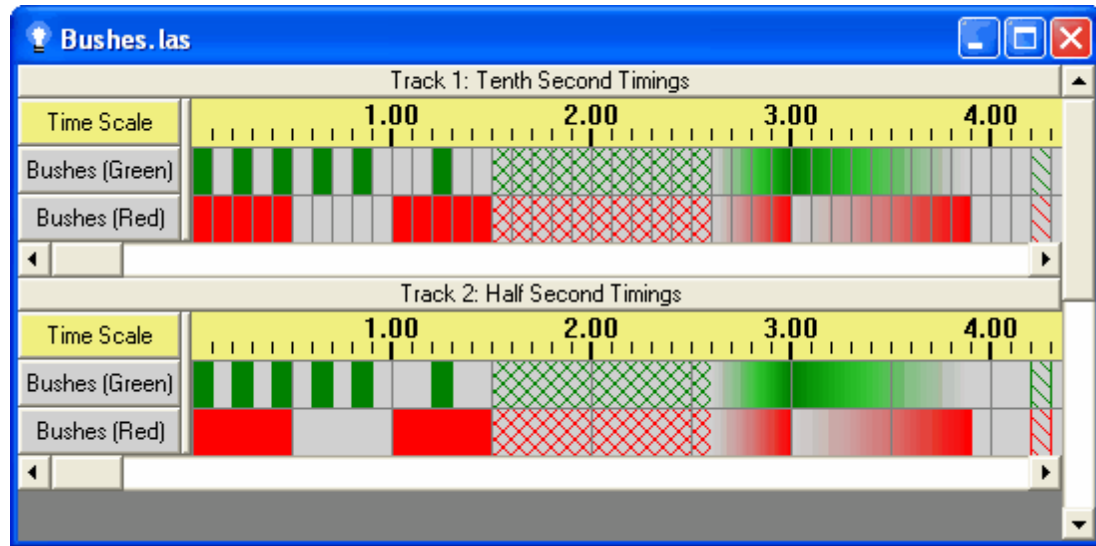 Bushes.las
Track 1: Tenth Second Timings
Time Scale 1.00 2.00 3.00 4.00
Bushes (Green)
Bushes (Red)
Track 2: Half Second Timings
Time Scale 1.00 2.00 3.00 4.00
Bushes (Green)
Bushes (Red)